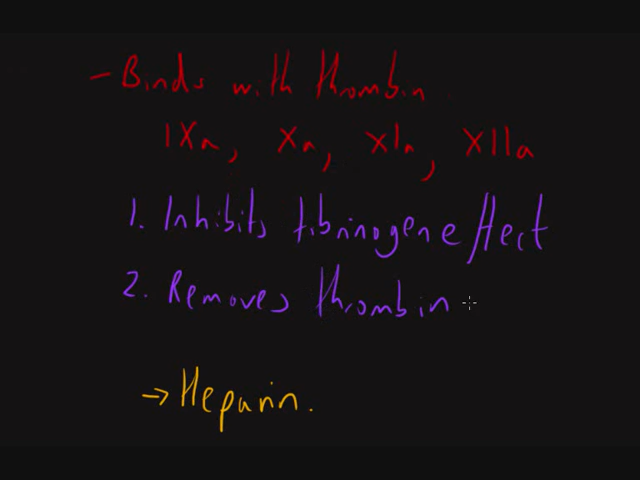 - Binds with thrombin.
IXa, Xa, XIa, XIIa
1. Inhibits fibrinogen effect
2. Removes thrombin
→ Heparin.